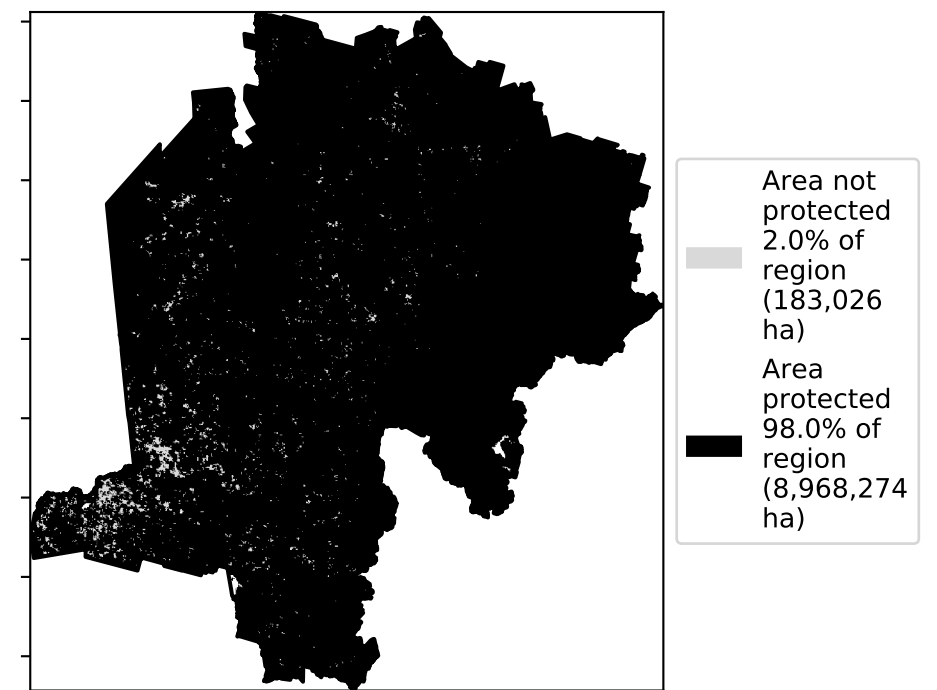 Area not
protected
2.0% of
region
(183,026
ha)
Area
protected
98.0% of
region
(8,968,274
ha)